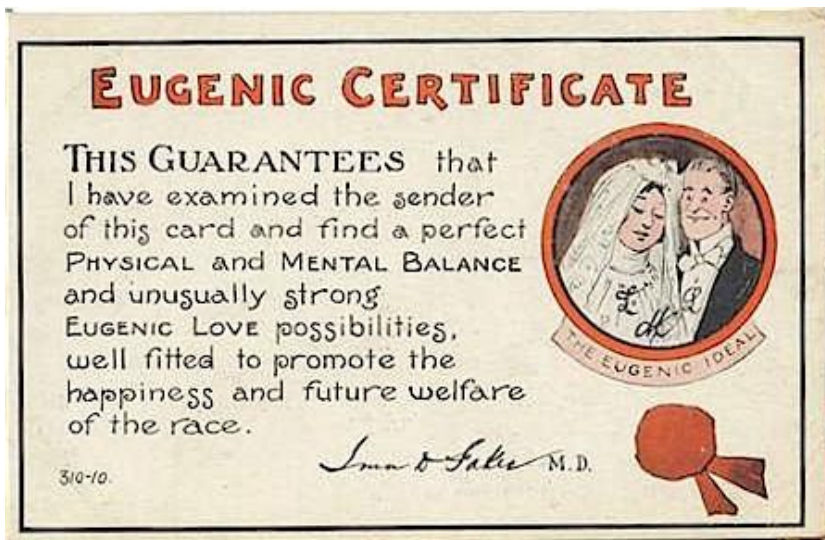 EUGENIC CERTIFICATE
THIS GUARANTEES that
I have examined the sender
of this card and find a perfect
PHYSICAL and MENTAL BALANCE
and unusually strong
EUGENIC LOVE possibilities,
well fitted to promote the
happiness and future welfare
of the race.
M.D.
310-10.
THE EUGENIC IDEAL